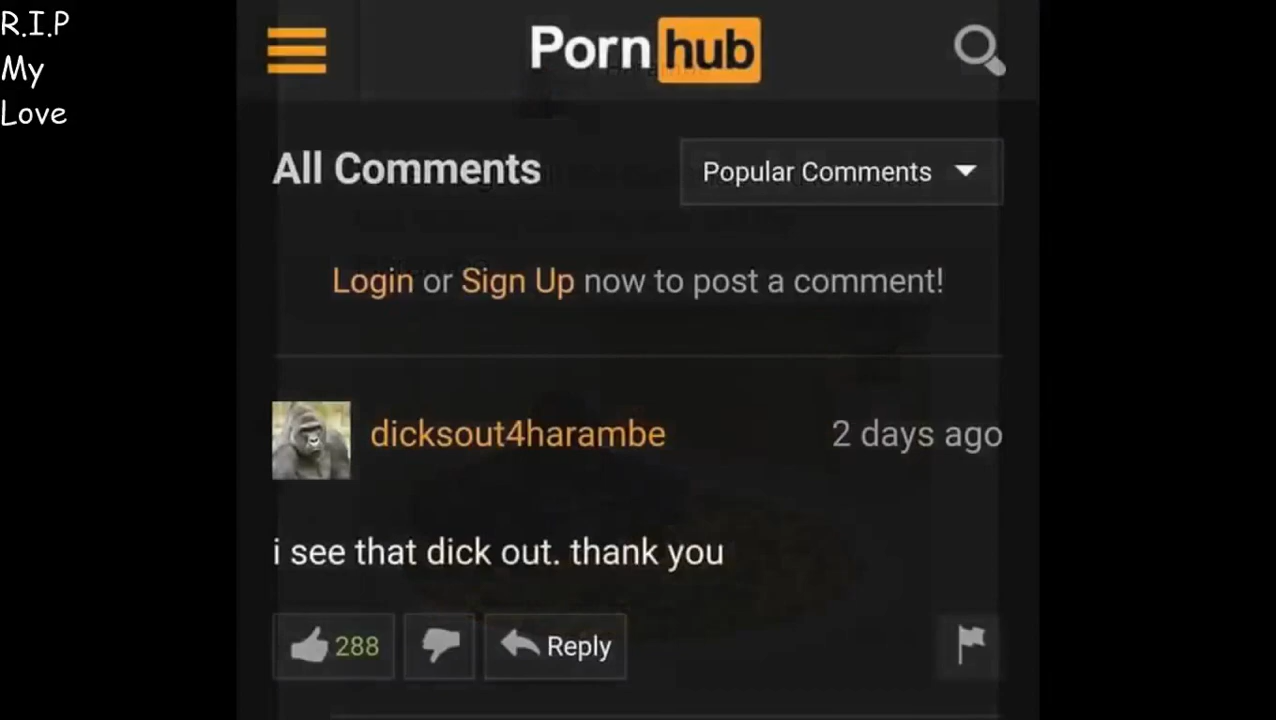 R.I.P
My
Love
Porn hub
All Comments
Popular Comments
Login or Sign Up now to post a comment!
dicksout4harambe
2 days ago
i see that dick out. thank you
288
Reply